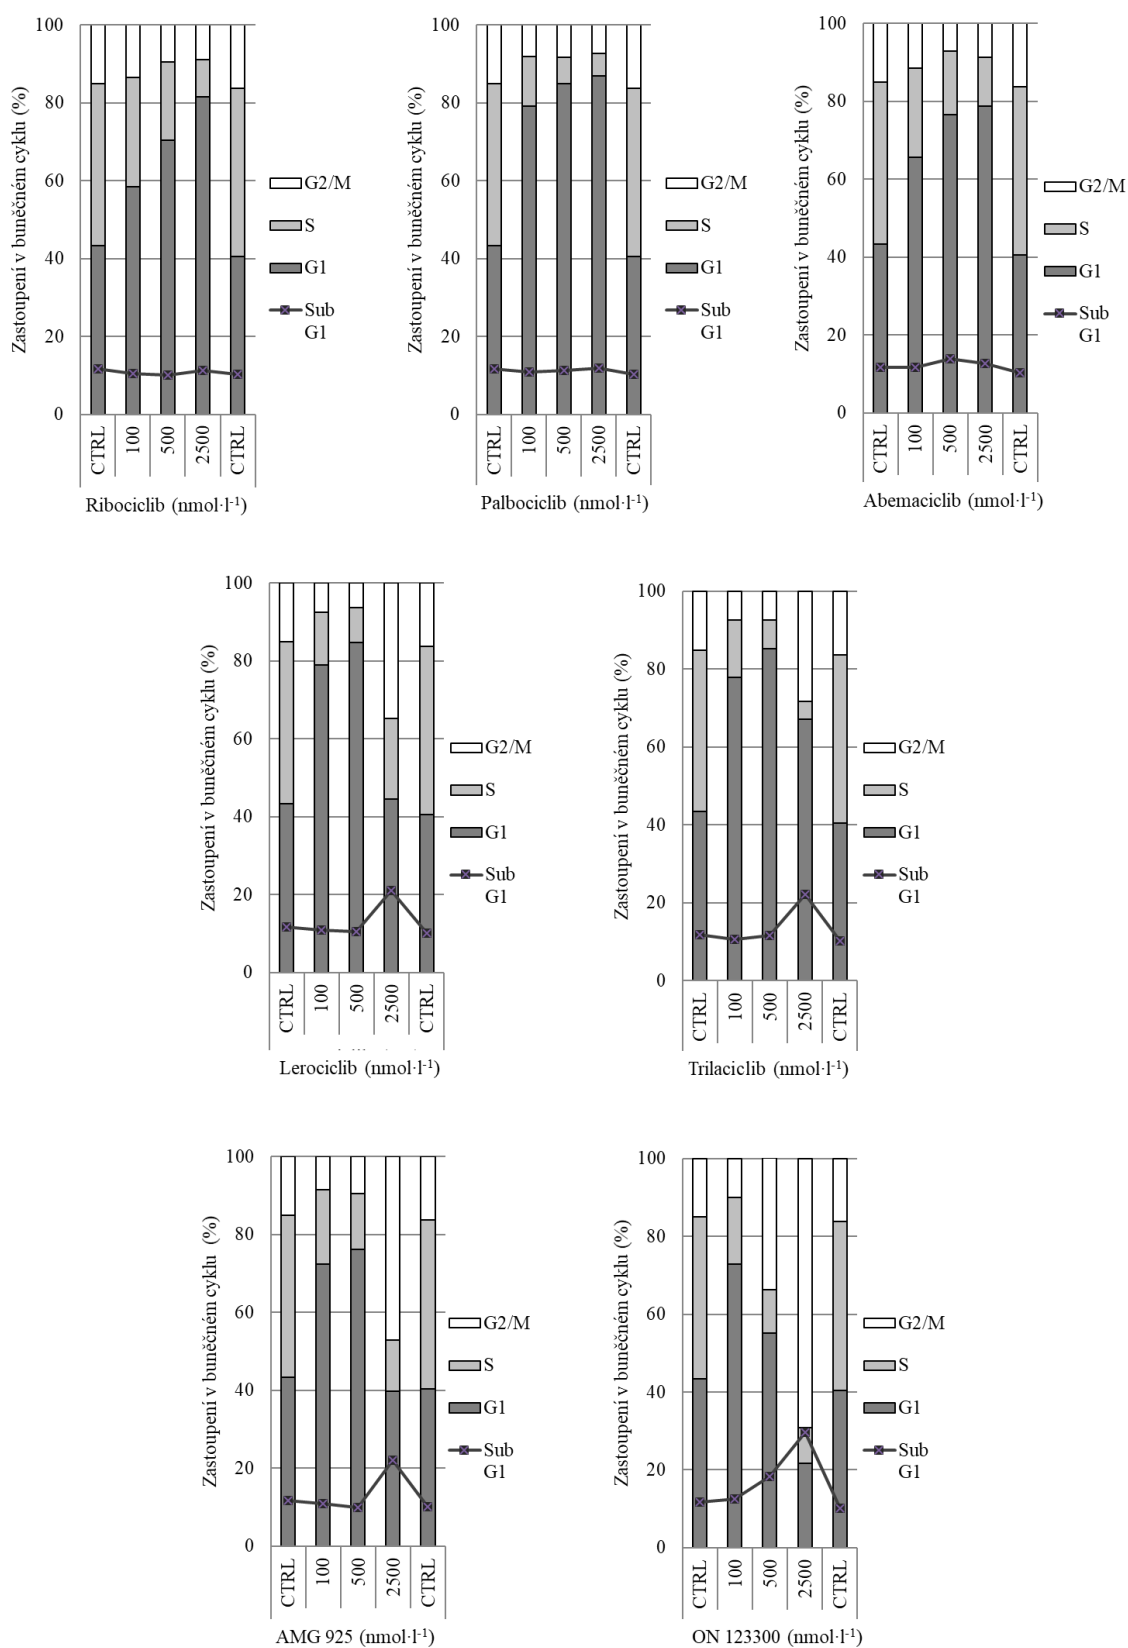 100
80
60
40
20
0
Zastoupení v buněčném cyklu (%)
G2/M
S
G1
Sub
G1
CTRL
100
500
2500
CTRL
Ribociclib (nmol·l⁻¹)
100
80
60
40
20
0
Zastoupení v buněčném cyklu (%)
G2/M
S
G1
Sub
G1
CTRL
100
500
2500
CTRL
Palbociclib (nmol·l⁻¹)
100
80
60
40
20
0
Zastoupení v buněčném cyklu (%)
G2/M
S
G1
Sub
G1
CTRL
100
500
2500
CTRL
Abemaciclib (nmol·l⁻¹)
100
80
60
40
20
0
Zastoupení v buněčném cyklu (%)
G2/M
S
G1
Sub
G1
CTRL
100
500
2500
CTRL
Lerociclib (nmol·l⁻¹)
100
80
60
40
20
0
Zastoupení v buněčném cyklu (%)
G2/M
S
G1
Sub
G1
CTRL
100
500
2500
CTRL
Trilaciclib (nmol·l⁻¹)
100
80
60
40
20
0
Zastoupení v buněčném cyklu (%)
G2/M
S
G1
Sub
G1
CTRL
100
500
2500
CTRL
AMG 925 (nmol·l⁻¹)
100
80
60
40
20
0
Zastoupení v buněčném cyklu (%)
G2/M
S
G1
Sub
G1
CTRL
100
500
2500
CTRL
ON 123300 (nmol·l⁻¹)